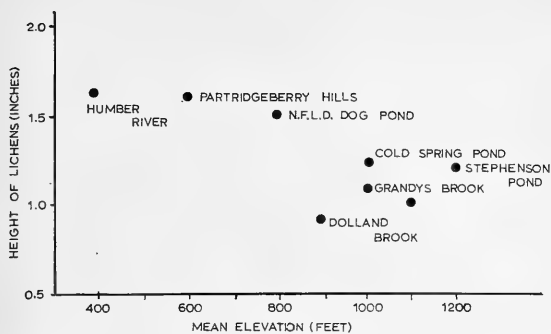 2.0
1.5
1.0
0.5
HEIGHT OF LICHENS (INCHES)
HUMBER
RIVER
PARTRIDGEBERRY HILLS
N.F.L.D. DOG POND
COLD SPRING POND
STEPHENSON
POND
GRANDYS BROOK
DOLLAND
BROOK
400 600 800 1000 1200
MEAN ELEVATION (FEET)